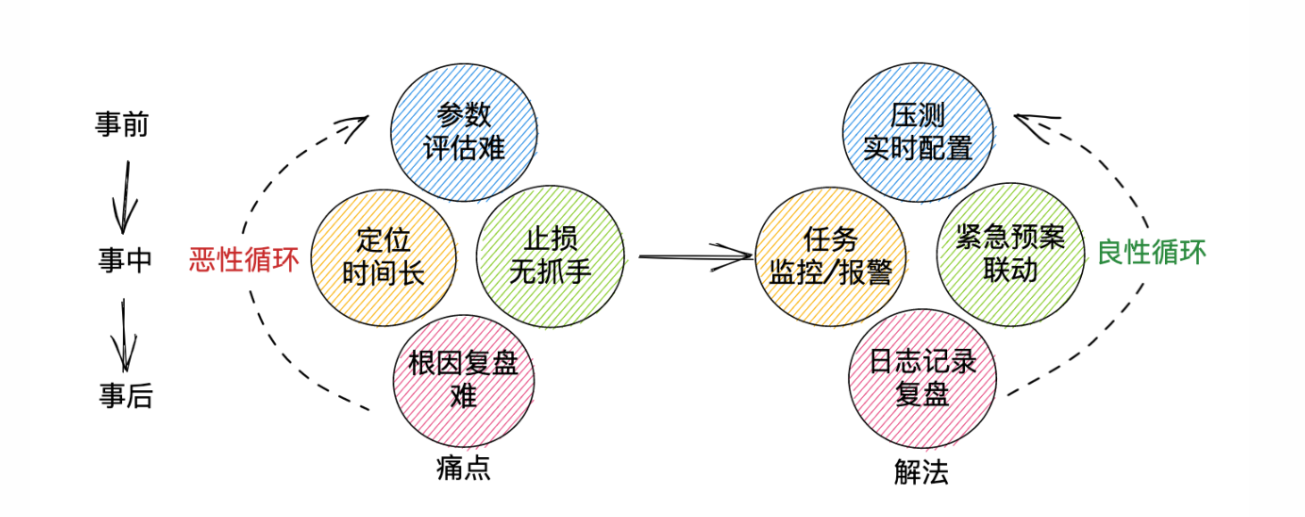 事前
事中
事后
恶性循环
参数
评估难
定位
时间长
止损
无抓手
根因复盘
难
痛点
压测
实时配置
任务
监控/报警
紧急预案
联动
日志记录
复盘
解法
良性循环